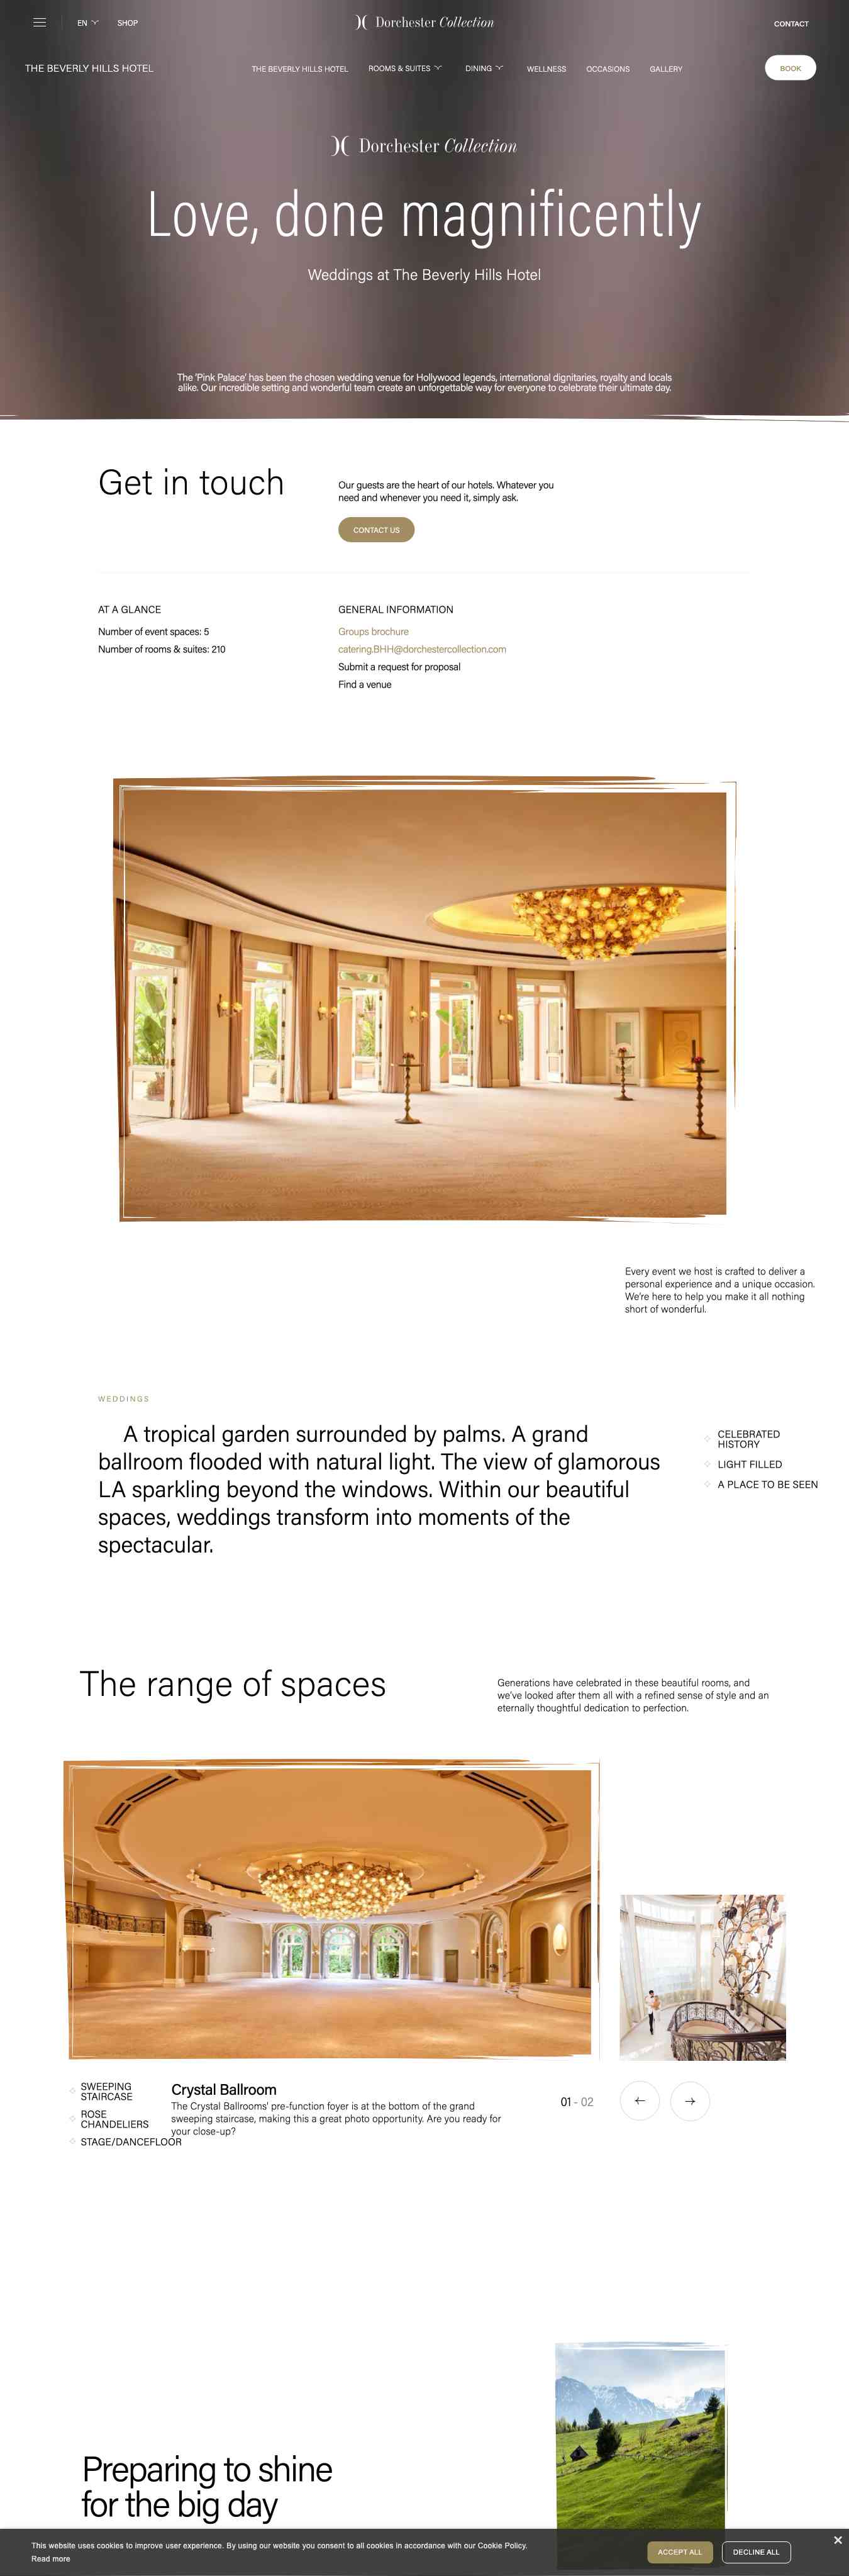 EN
SHOP
Dorchester Collection
CONTACT
THE BEVERLY HILLS HOTEL
THE BEVERLY HILLS HOTEL
ROOMS & SUITES
DINING
WELLNESS
OCCASIONS
GALLERY
BOOK
Dorchester Collection
Love, done magnificently
Weddings at The Beverly Hills Hotel
The 'Pink Palace' has been the chosen wedding venue for Hollywood legends, international dignitaries, royalty and locals
alike. Our incredible setting and wonderful team create an unforgettable way for everyone to celebrate their ultimate day.
Get in touch
Our guests are the heart of our hotels. Whatever you
need and whenever you need it, simply ask.
CONTACT US
AT A GLANCE
Number of event spaces: 5
Number of rooms & suites: 210
GENERAL INFORMATION
Groups brochure
catering.BHH@dorchestercollection.com
Submit a request for proposal
Find a venue
Every event we host is crafted to deliver a
personal experience and a unique occasion.
We're here to help you make it all nothing
short of wonderful.
WEDDINGS
A tropical garden surrounded by palms. A grand
ballroom flooded with natural light. The view of glamorous
LA sparkling beyond the windows. Within our beautiful
spaces, weddings transform into moments of the
spectacular.
CELEBRATED
HISTORY
LIGHT FILLED
A PLACE TO BE SEEN
The range of spaces
Generations have celebrated in these beautiful rooms, and
we've looked after them all with a refined sense of style and an
eternally thoughtful dedication to perfection.
SWEEPING
STAIRCASE
ROSE
CHANDELIERS
STAGE/DANCEFLOOR
Crystal Ballroom
The Crystal Ballrooms' pre-function foyer is at the bottom of the grand
sweeping staircase, making this a great photo opportunity. Are you ready for
your close-up?
01 - 02
Preparing to shine
for the big day
This website uses cookies to improve user experience. By using our website you consent to all cookies in accordance with our Cookie Policy.
Read more
ACCEPT ALL
DECLINE ALL